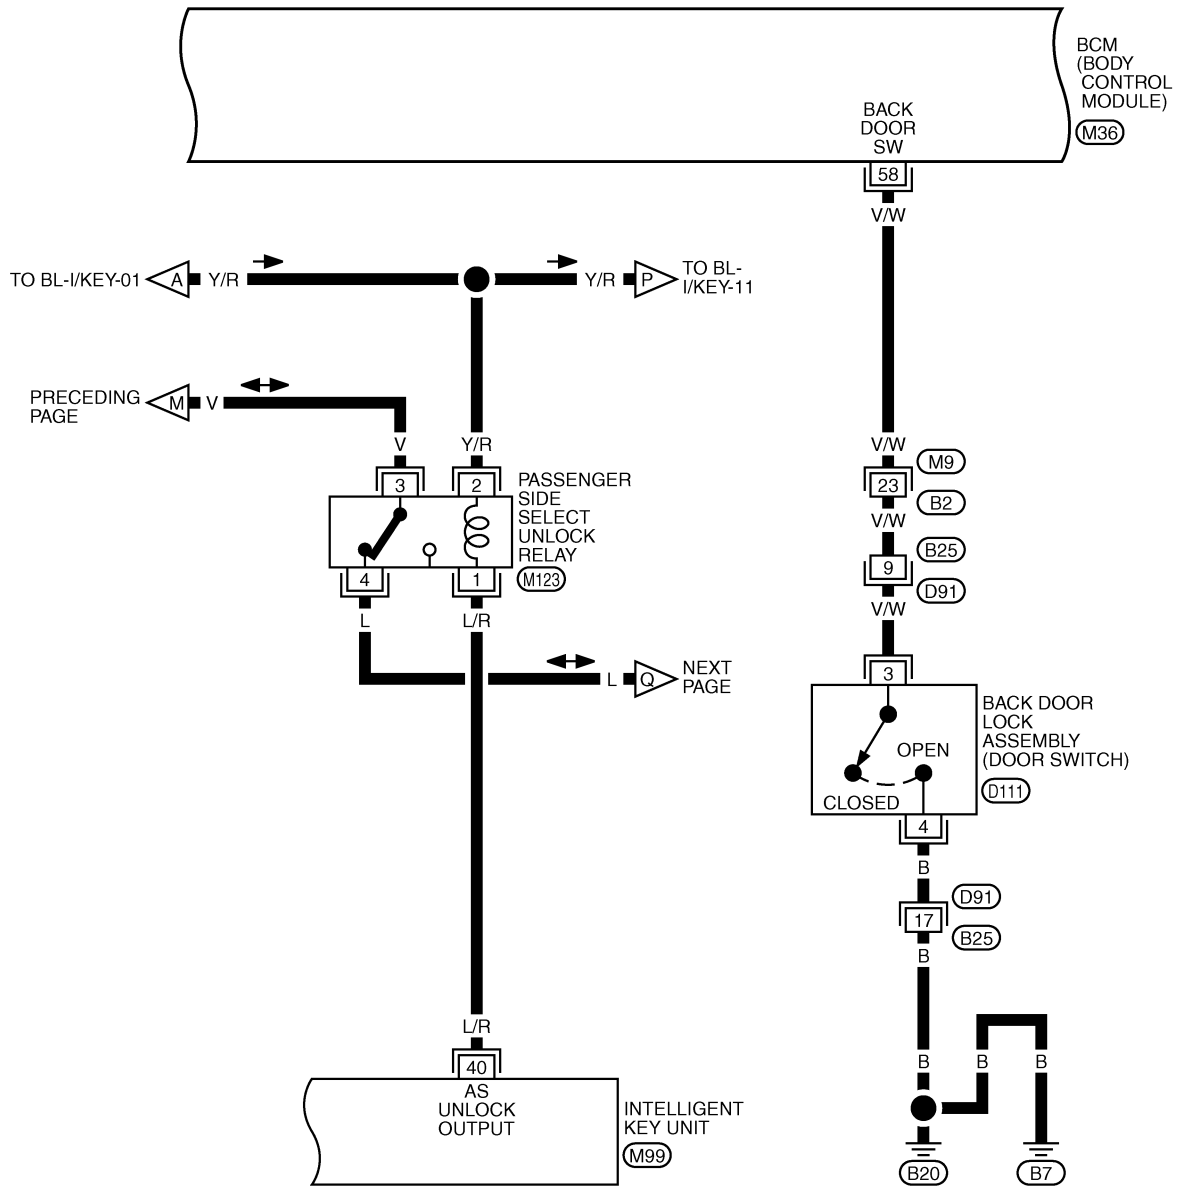 BCM
(BODY
CONTROL
MODULE)
M36
BACK
DOOR
SW
58
V/W
TO BL-I/KEY-01
A
Y/R
Y/R
P
TO BL-
I/KEY-11
PRECEDING
PAGE
M
V
V
Y/R
3
2
PASSENGER
SIDE
SELECT
UNLOCK
RELAY
M123
4
1
L
L/R
L
Q
NEXT
PAGE
L/R
40
AS
UNLOCK
OUTPUT
INTELLIGENT
KEY UNIT
M99
V/W
M9
23
B2
V/W
B25
9
D91
V/W
3
BACK DOOR
LOCK
ASSEMBLY
(DOOR SWITCH)
D111
OPEN
CLOSED
4
B
D91
17
B25
B
B
B
B
B20
B7